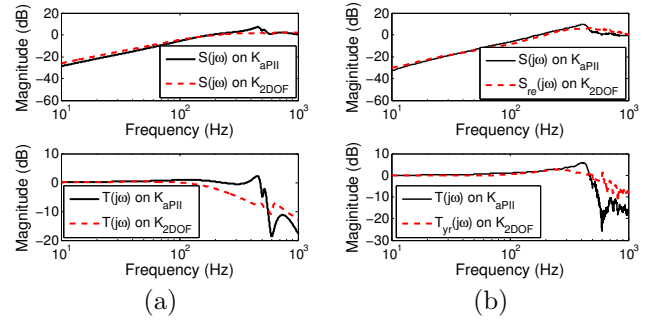 Magnitude (dB)
20
0
−20
−40
−60
S(jω) on K_aPII
S(jω) on K_2DOF
10^1
10^2
10^3
Frequency (Hz)
Magnitude (dB)
20
0
−20
−40
−60
S(jω) on K_aPII
S_re(jω) on K_2DOF
10^1
10^2
10^3
Frequency (Hz)
Magnitude (dB)
10
0
−10
−20
T(jω) on K_aPII
T(jω) on K_2DOF
10^1
10^2
10^3
Frequency (Hz)
(a)
Magnitude (dB)
10
0
−10
−20
−30
T(jω) on K_aPII
T_yr(jω) on K_2DOF
10^1
10^2
10^3
Frequency (Hz)
(b)